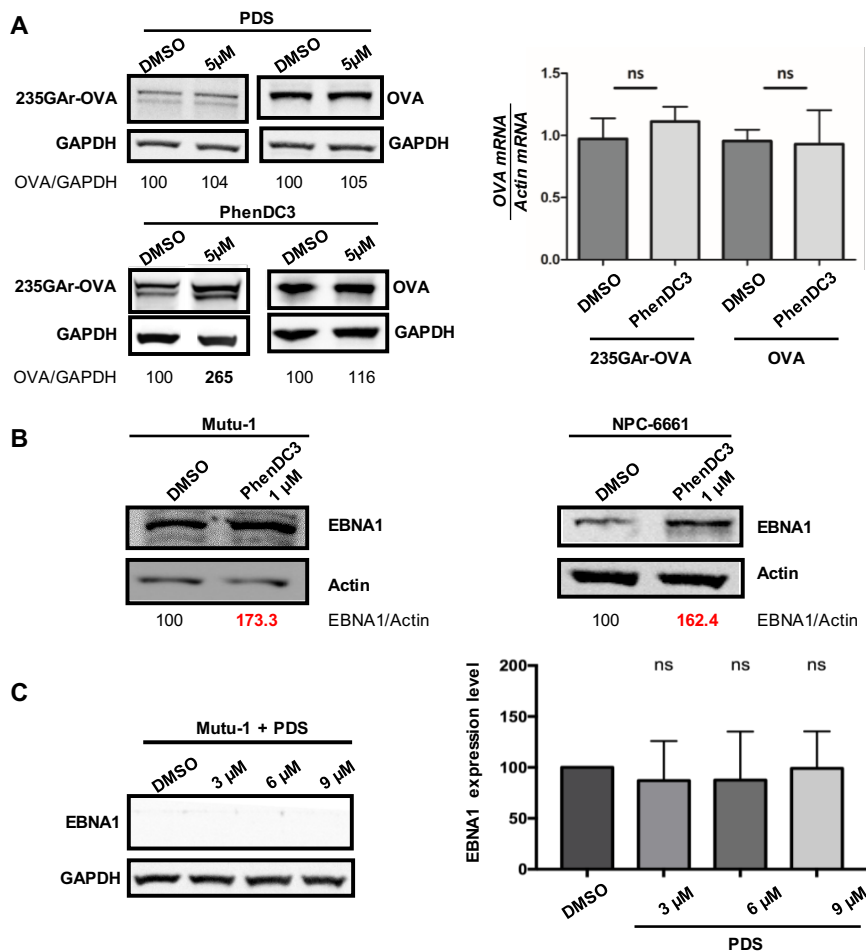 A
PDS
DMSO 5µM DMSO 5µM
235GAr-OVA OVA
GAPDH GAPDH
OVA/GAPDH 100 104 100 105
PhenDC3
DMSO 5µM DMSO 5µM
235GAr-OVA OVA
GAPDH GAPDH
OVA/GAPDH 100 265 100 116
OVA mRNA
Actin mRNA
1.5
1.0
0.5
0.0
ns ns
DMSO PhenDC3 DMSO PhenDC3
235GAr-OVA OVA
B
Mutu-1
DMSO PhenDC3 1 µM
EBNA1
Actin
100 173.3 EBNA1/Actin
NPC-6661
DMSO PhenDC3 1 µM
EBNA1
Actin
100 162.4 EBNA1/Actin
C
Mutu-1 + PDS
DMSO 3 µM 6 µM 9 µM
EBNA1
GAPDH
EBNA1 expression level
200
150
100
50
0
ns ns ns
DMSO 3 µM 6 µM 9 µM
PDS